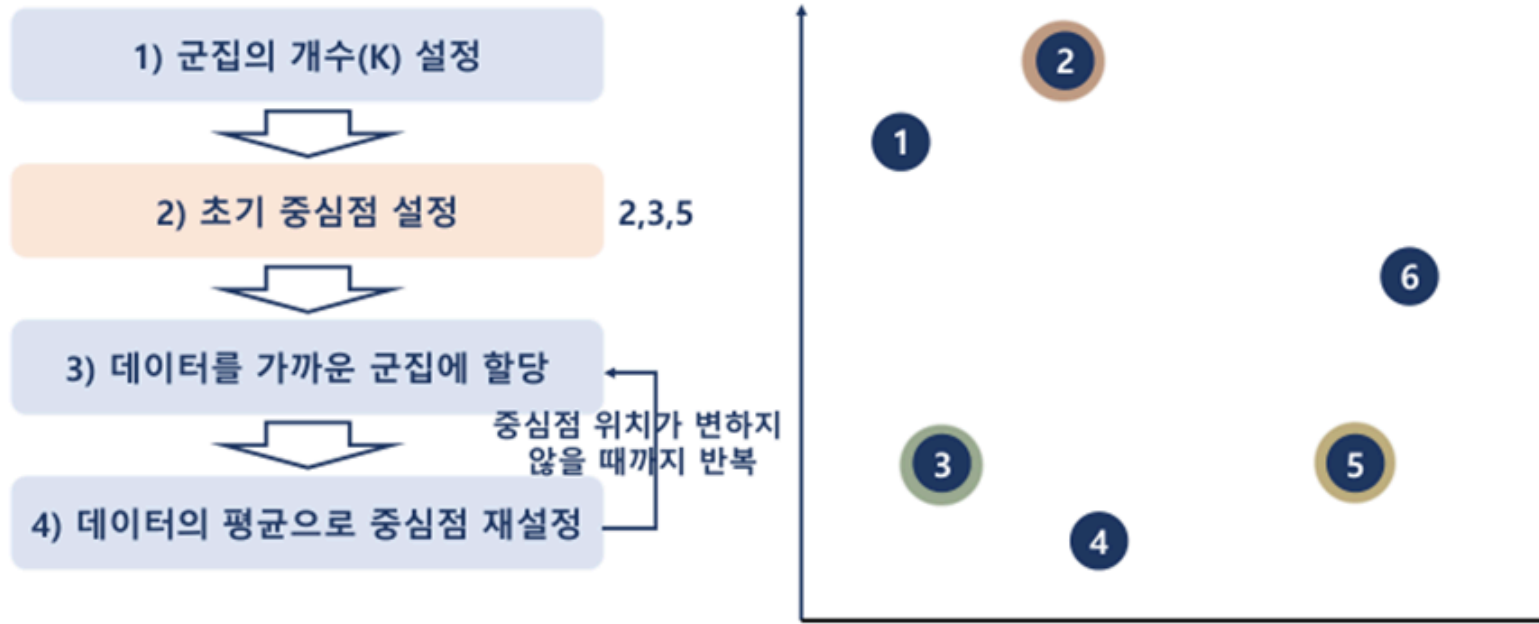 1) 군집의 개수(K) 설정
2) 초기 중심점 설정
2,3,5
3) 데이터를 가까운 군집에 할당
중심점 위치가 변하지
않을 때까지 반복
4) 데이터의 평균으로 중심점 재설정
2
1
6
3
5
4